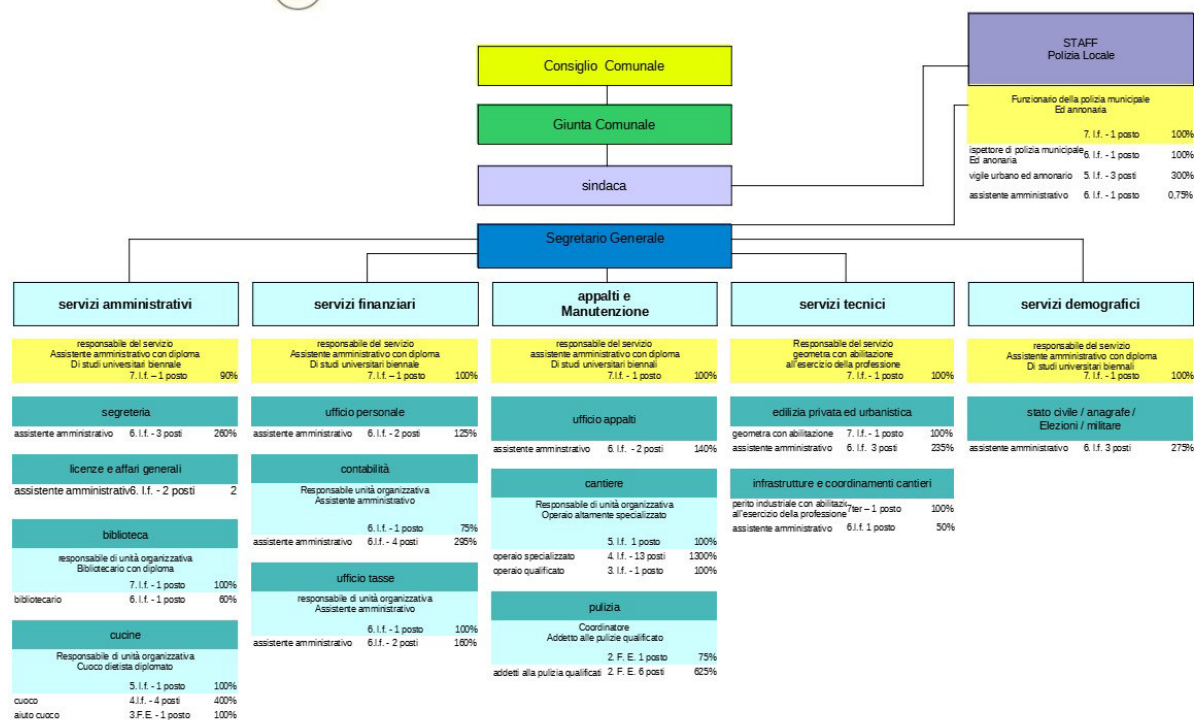 Consiglio Comunale
Giunta Comunale
sindaca
Segretario Generale
STAFF
Polizia Locale
Funzionario della polizia municipale
Ed annonaria
7. l.f. - 1 posto 100%
ispettore di polizia municipale 6. l.f. - 1 posto 100%
Ed anonaria
vigile urbano ed annonario 5. l.f. - 3 posti 300%
assistente amministrativo 6. l.f. - 1 posto 0,75%
servizi amministrativi
responsabile del servizio
Assistente amministrativo con diploma
Di studi universitari biennale
7. l.f. – 1 posto 90%
segreteria
assistente amministrativo 6. l.f. - 3 posti 260%
licenze e affari generali
assistente amministrativ6. l.f. - 2 posti 2
biblioteca
responsabile di unità organizzativa
Bibliotecario con diploma
7. l.f. - 1 posto 100%
bibliotecario 6. l.f. - 1 posto 60%
cucine
Responsabile di unità organizzativa
Cuoco dietista diplomato
5. l.f. - 1 posto 100%
cuoco 4.l.f. - 4 posti 400%
aiuto cuoco 3.F.E. - 1 posto 100%
servizi finanziari
responsabile del servizio
Assistente amministrativo con diploma
Di studi universitari biennale
7.l.f. – 1 posto 100%
ufficio personale
assistente amministrativo 6. l.f. - 2 posti 125%
contabilità
Responsabile unità organizzativa
Assistente amministrativo
6.l.f. - 1 posto 75%
assistente amministrativo 6.l.f. - 4 posti 295%
ufficio tasse
responsabile di unità organizzativa
Assistente amministrativo
6.l.f. - 1 posto 100%
assistente amministrativo 6.l.f. - 2 posti 160%
appalti e
Manutenzione
responsabile del servizio
assistente amministrativo con diploma
Di studi universitari biennali
7.l.f. - 1 posto 100%
ufficio appalti
assistente amminstrativo 6. l.f. - 2 posti 140%
cantiere
Responsabile di unità organizzativa
Operaio altamente specializzato
5. l.f. 1 posto 100%
operaio specializzato 4. l.f. - 13 posti 1300%
operaio qualificato 3. l.f. - 1 posto 100%
pulizia
Coordinatore
Addetto alle pulizie qualificato
2. F. E. 1 posto 75%
addetti alla pulizia qualificati 2. F. E. 6 posti 625%
servizi tecnici
Responsabile del servizio
geometra con abilitazione
all'esercizio della professione
7. l.f. - 1 posto 100%
edilizia privata ed urbanistica
geometra con abilitazione 7. l.f. - 1 posto 100%
assistente amministrativo 6. l.f. 3 posti 235%
infrastrutture e coordinamenti cantieri
perito industriale con abilitazic 7ter – 1 posto 100%
all'esercizio della professione
assistente amministrativo 6.l.f. 1 posto 50%
servizi demografici
responsabile del servizio
Assistente amministrativo con diploma
Di studi universitari biennali
7. l.f. - 1 posto 100%
stato civile / anagrafe /
Elezioni / militare
assistente amministrativo 6. l.f. 3 posti 275%